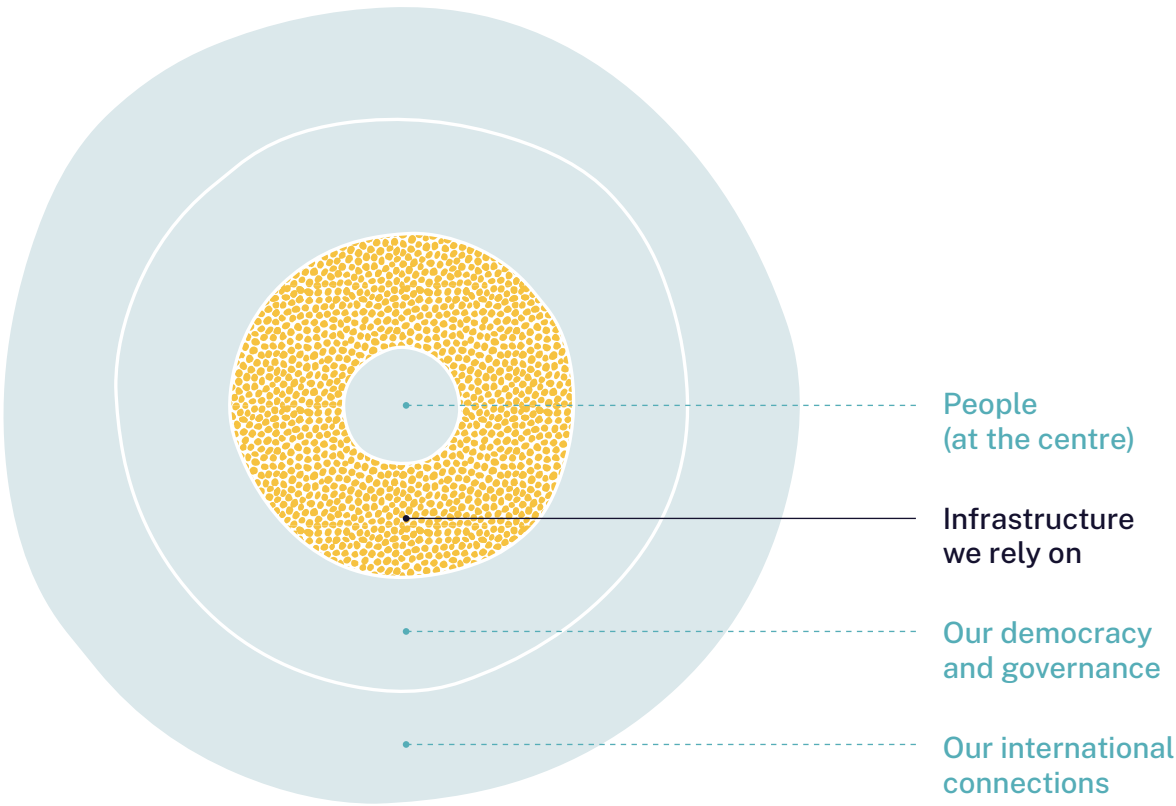 People
(at the centre)
Infrastructure
we rely on
Our democracy
and governance
Our international
connections